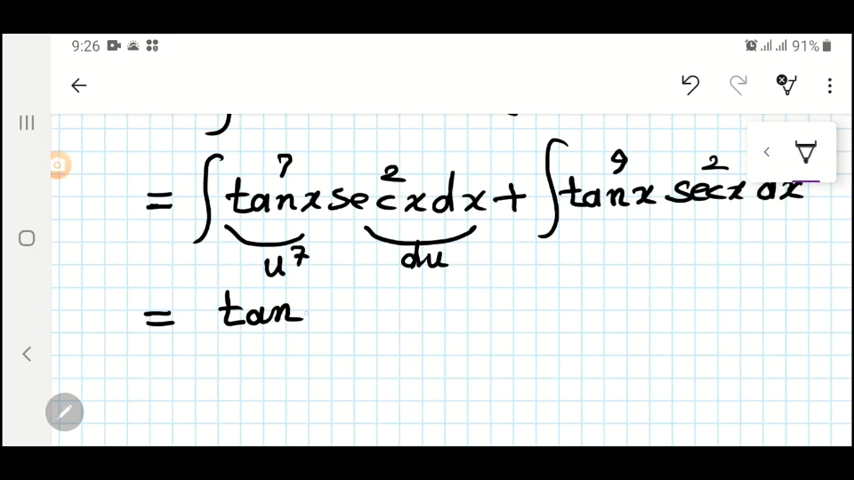 9:26 91%
= ∫ tan⁷x sec²x dx + ∫ tan⁹x sec²x dx
u⁷ du
= tan